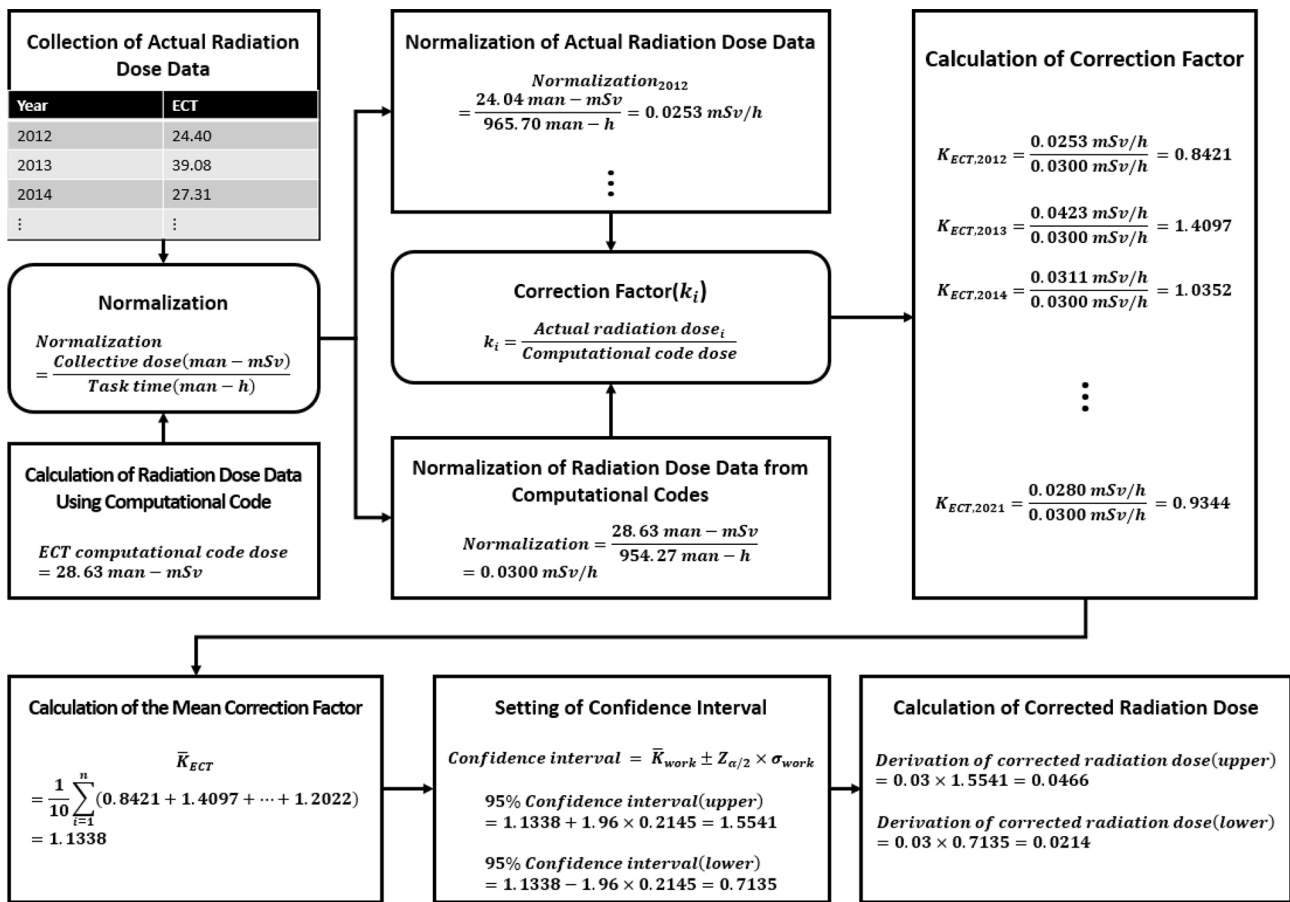 Collection of Actual Radiation
Dose Data
Year ECT
2012 24.40
2013 39.08
2014 27.31
⋮ ⋮
Normalization
Normalization
= Collective dose(man − mSv) / Task time(man − h)
Calculation of Radiation Dose Data
Using Computational Code
ECT computational code dose
= 28.63 man − mSv
Normalization of Actual Radiation Dose Data
Normalization₂₀₁₂
= 24.04 man − mSv / 965.70 man − h = 0.0253 mSv/h
⋮
Correction Factor(kᵢ)
kᵢ = Actual radiation doseᵢ / Computational code dose
Normalization of Radiation Dose Data from
Computational Codes
Normalization = 28.63 man − mSv / 954.27 man − h
= 0.0300 mSv/h
Calculation of Correction Factor
K_ECT,2012 = 0.0253 mSv/h / 0.0300 mSv/h = 0.8421
K_ECT,2013 = 0.0423 mSv/h / 0.0300 mSv/h = 1.4097
K_ECT,2014 = 0.0311 mSv/h / 0.0300 mSv/h = 1.0352
⋮
K_ECT,2021 = 0.0280 mSv/h / 0.0300 mSv/h = 0.9344
Calculation of the Mean Correction Factor
K̅_ECT
= 1/10 ∑ⁿᵢ₌₁ (0.8421 + 1.4097 + ⋯ + 1.2022)
= 1.1338
Setting of Confidence Interval
Confidence interval = K̅_work ± Z_α/2 × σ_work
95% Confidence interval(upper)
= 1.1338 + 1.96 × 0.2145 = 1.5541
95% Confidence interval(lower)
= 1.1338 − 1.96 × 0.2145 = 0.7135
Calculation of Corrected Radiation Dose
Derivation of corrected radiation dose(upper)
= 0.03 × 1.5541 = 0.0466
Derivation of corrected radiation dose(lower)
= 0.03 × 0.7135 = 0.0214